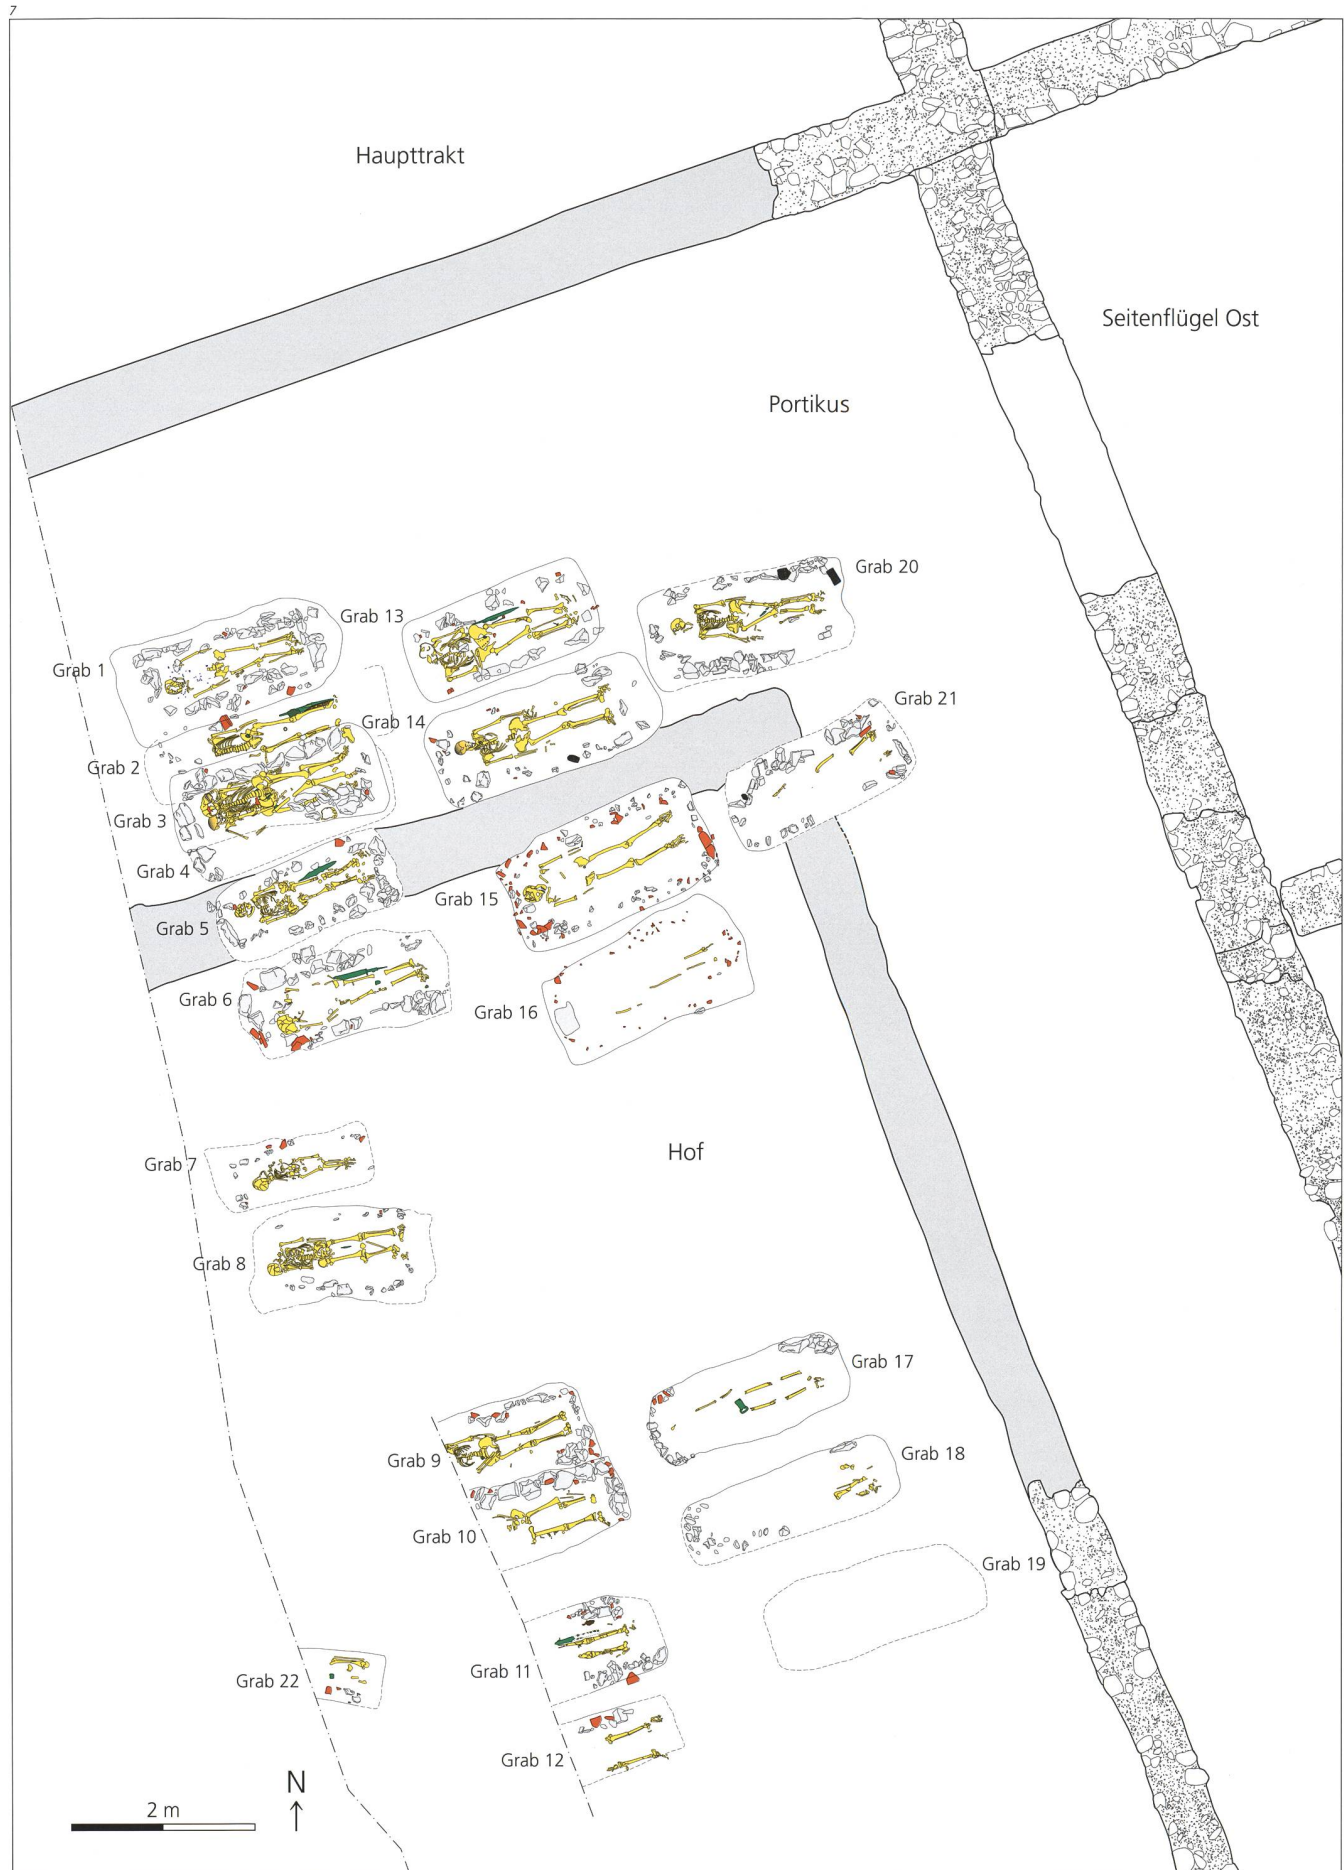 7
Haupttrakt
Seitenflügel Ost
Portikus
Grab 20
Grab 13
Grab 1
Grab 21
Grab 14
Grab 2
Grab 3
Grab 4
Grab 15
Grab 5
Grab 6
Grab 16
Hof
Grab 7
Grab 8
Grab 17
Grab 9
Grab 18
Grab 10
Grab 19
Grab 11
Grab 22
Grab 12
N
2 m